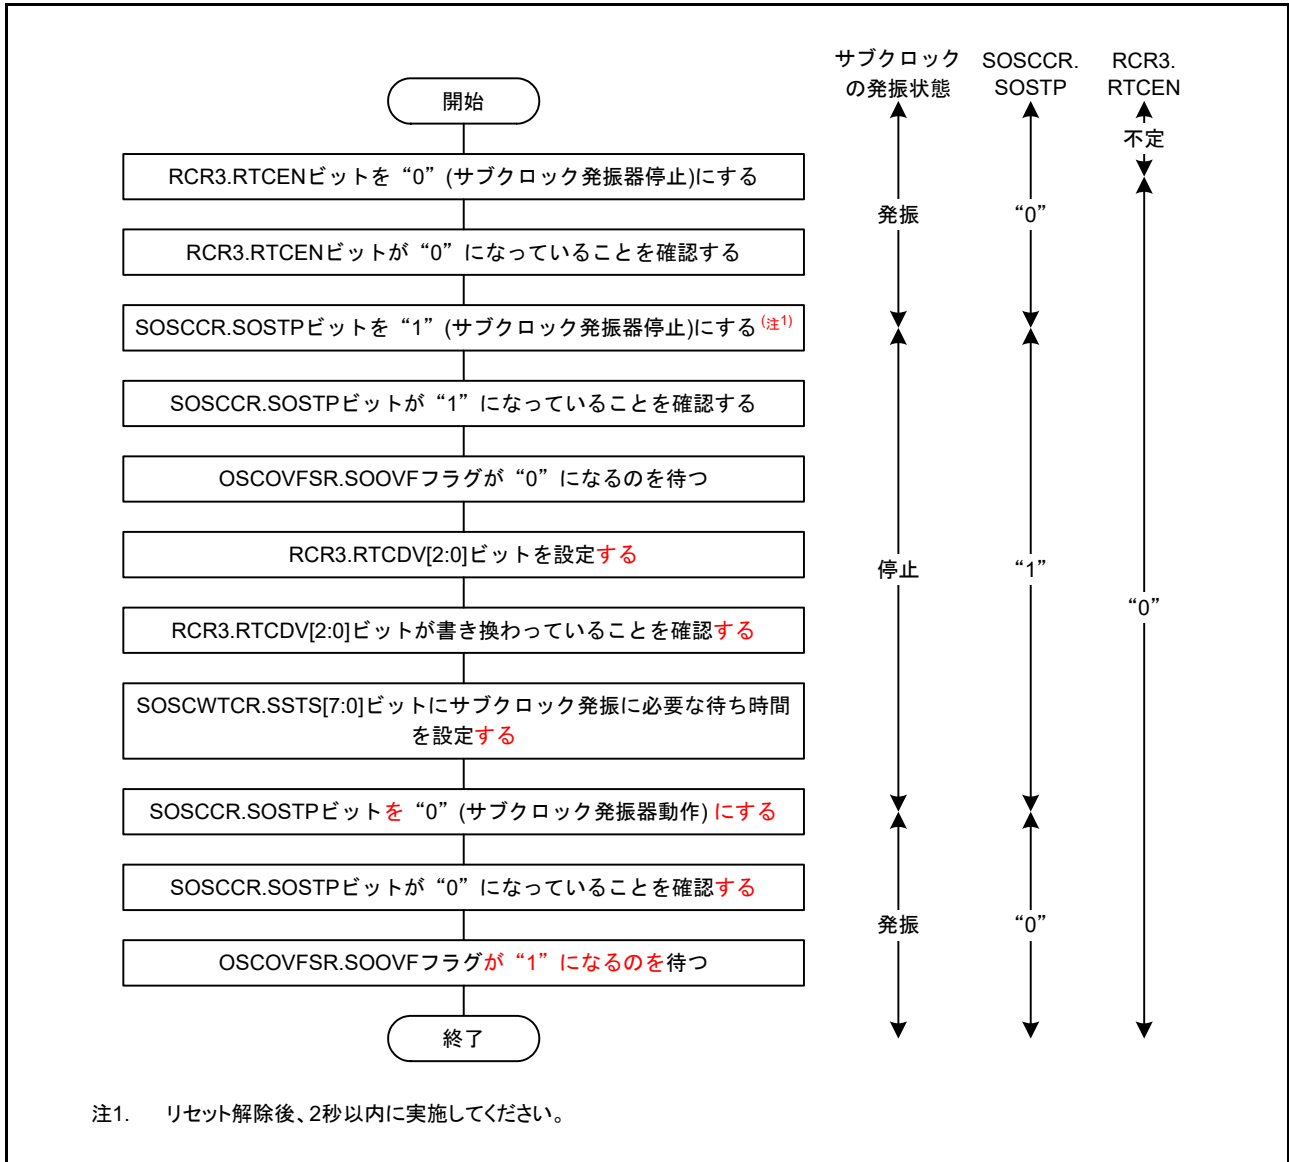 サブクロック
の発振状態
SOSCCR.
SOSTP
RCR3.
RTCEN
開始
不定
RCR3.RTCENビットを“0”(サブクロック発振器停止)にする
発振
“0”
RCR3.RTCENビットが“0”になっていることを確認する
SOSCCR.SOSTPビットを“1”(サブクロック発振器停止)にする(注1)
SOSCCR.SOSTPビットが“1”になっていることを確認する
OSCOVFSR.SOOVFフラグが“0”になるのを待つ
RCR3.RTCDV[2:0]ビットを設定する
停止
“1”
“0”
RCR3.RTCDV[2:0]ビットが書き換わっていることを確認する
SOSCWTCR.SSTS[7:0]ビットにサブクロック発振に必要な待ち時間
を設定する
SOSCCR.SOSTPビットを“0”(サブクロック発振器動作)にする
SOSCCR.SOSTPビットが“0”になっていることを確認する
発振
“0”
OSCOVFSR.SOOVFフラグが“1”になるのを待つ
終了
注1. リセット解除後、2秒以内に実施してください。